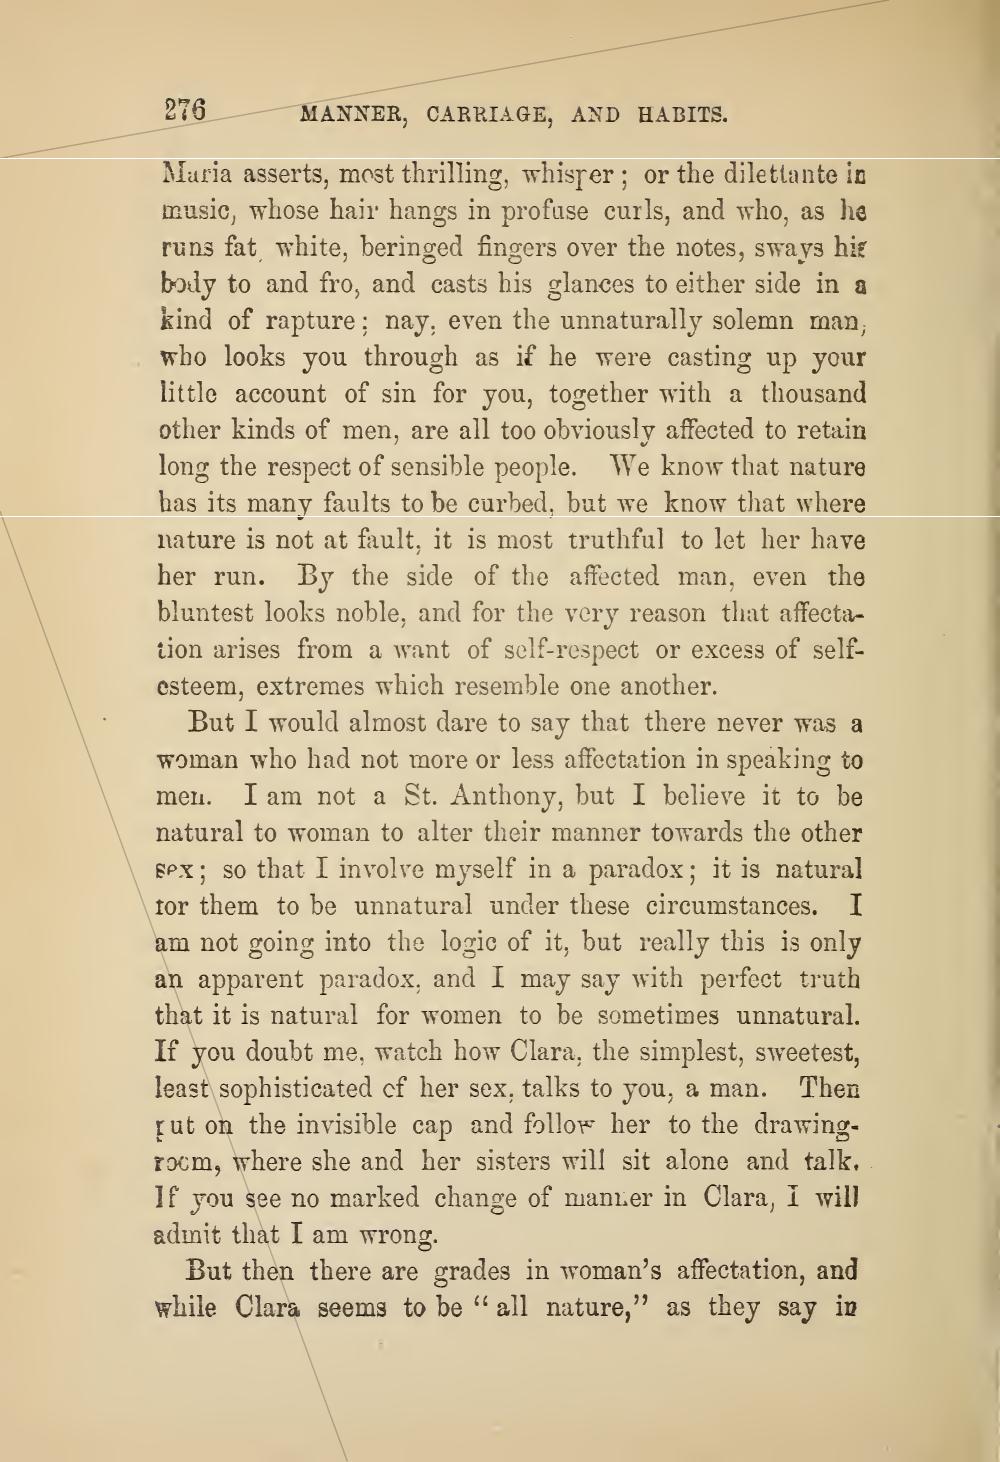 276 MANNER, CARRIAGE, AND HABITS.
Maria asserts, most thrilling, whisper; or the dilettante in
music, whose hair hangs in profuse curls, and who, as he
runs fat, white, beringed fingers over the notes, sways his
body to and fro, and casts his glances to either side in a
kind of rapture; nay, even the unnaturally solemn man,
who looks you through as if he were casting up your
little account of sin for you, together with a thousand
other kinds of men, are all too obviously affected to retain
long the respect of sensible people. We know that nature
has its many faults to be curbed, but we know that where
nature is not at fault, it is most truthful to let her have
her run. By the side of the affected man, even the
bluntest looks noble, and for the very reason that affecta-
tion arises from a want of self-respect or excess of self-
esteem, extremes which resemble one another.
But I would almost dare to say that there never was a
woman who had not more or less affectation in speaking to
men. I am not a St. Anthony, but I believe it to be
natural to woman to alter their manner towards the other
sex; so that I involve myself in a paradox; it is natural
for them to be unnatural under these circumstances. I
am not going into the logic of it, but really this is only
an apparent paradox, and I may say with perfect truth
that it is natural for women to be sometimes unnatural.
If you doubt me, watch how Clara, the simplest, sweetest,
least sophisticated of her sex, talks to you, a man. Then
put on the invisible cap and follow her to the drawing-
room, where she and her sisters will sit alone and talk.
If you see no marked change of manner in Clara, I will
admit that I am wrong.
But then there are grades in woman's affectation, and
while Clara seems to be "all nature," as they say in